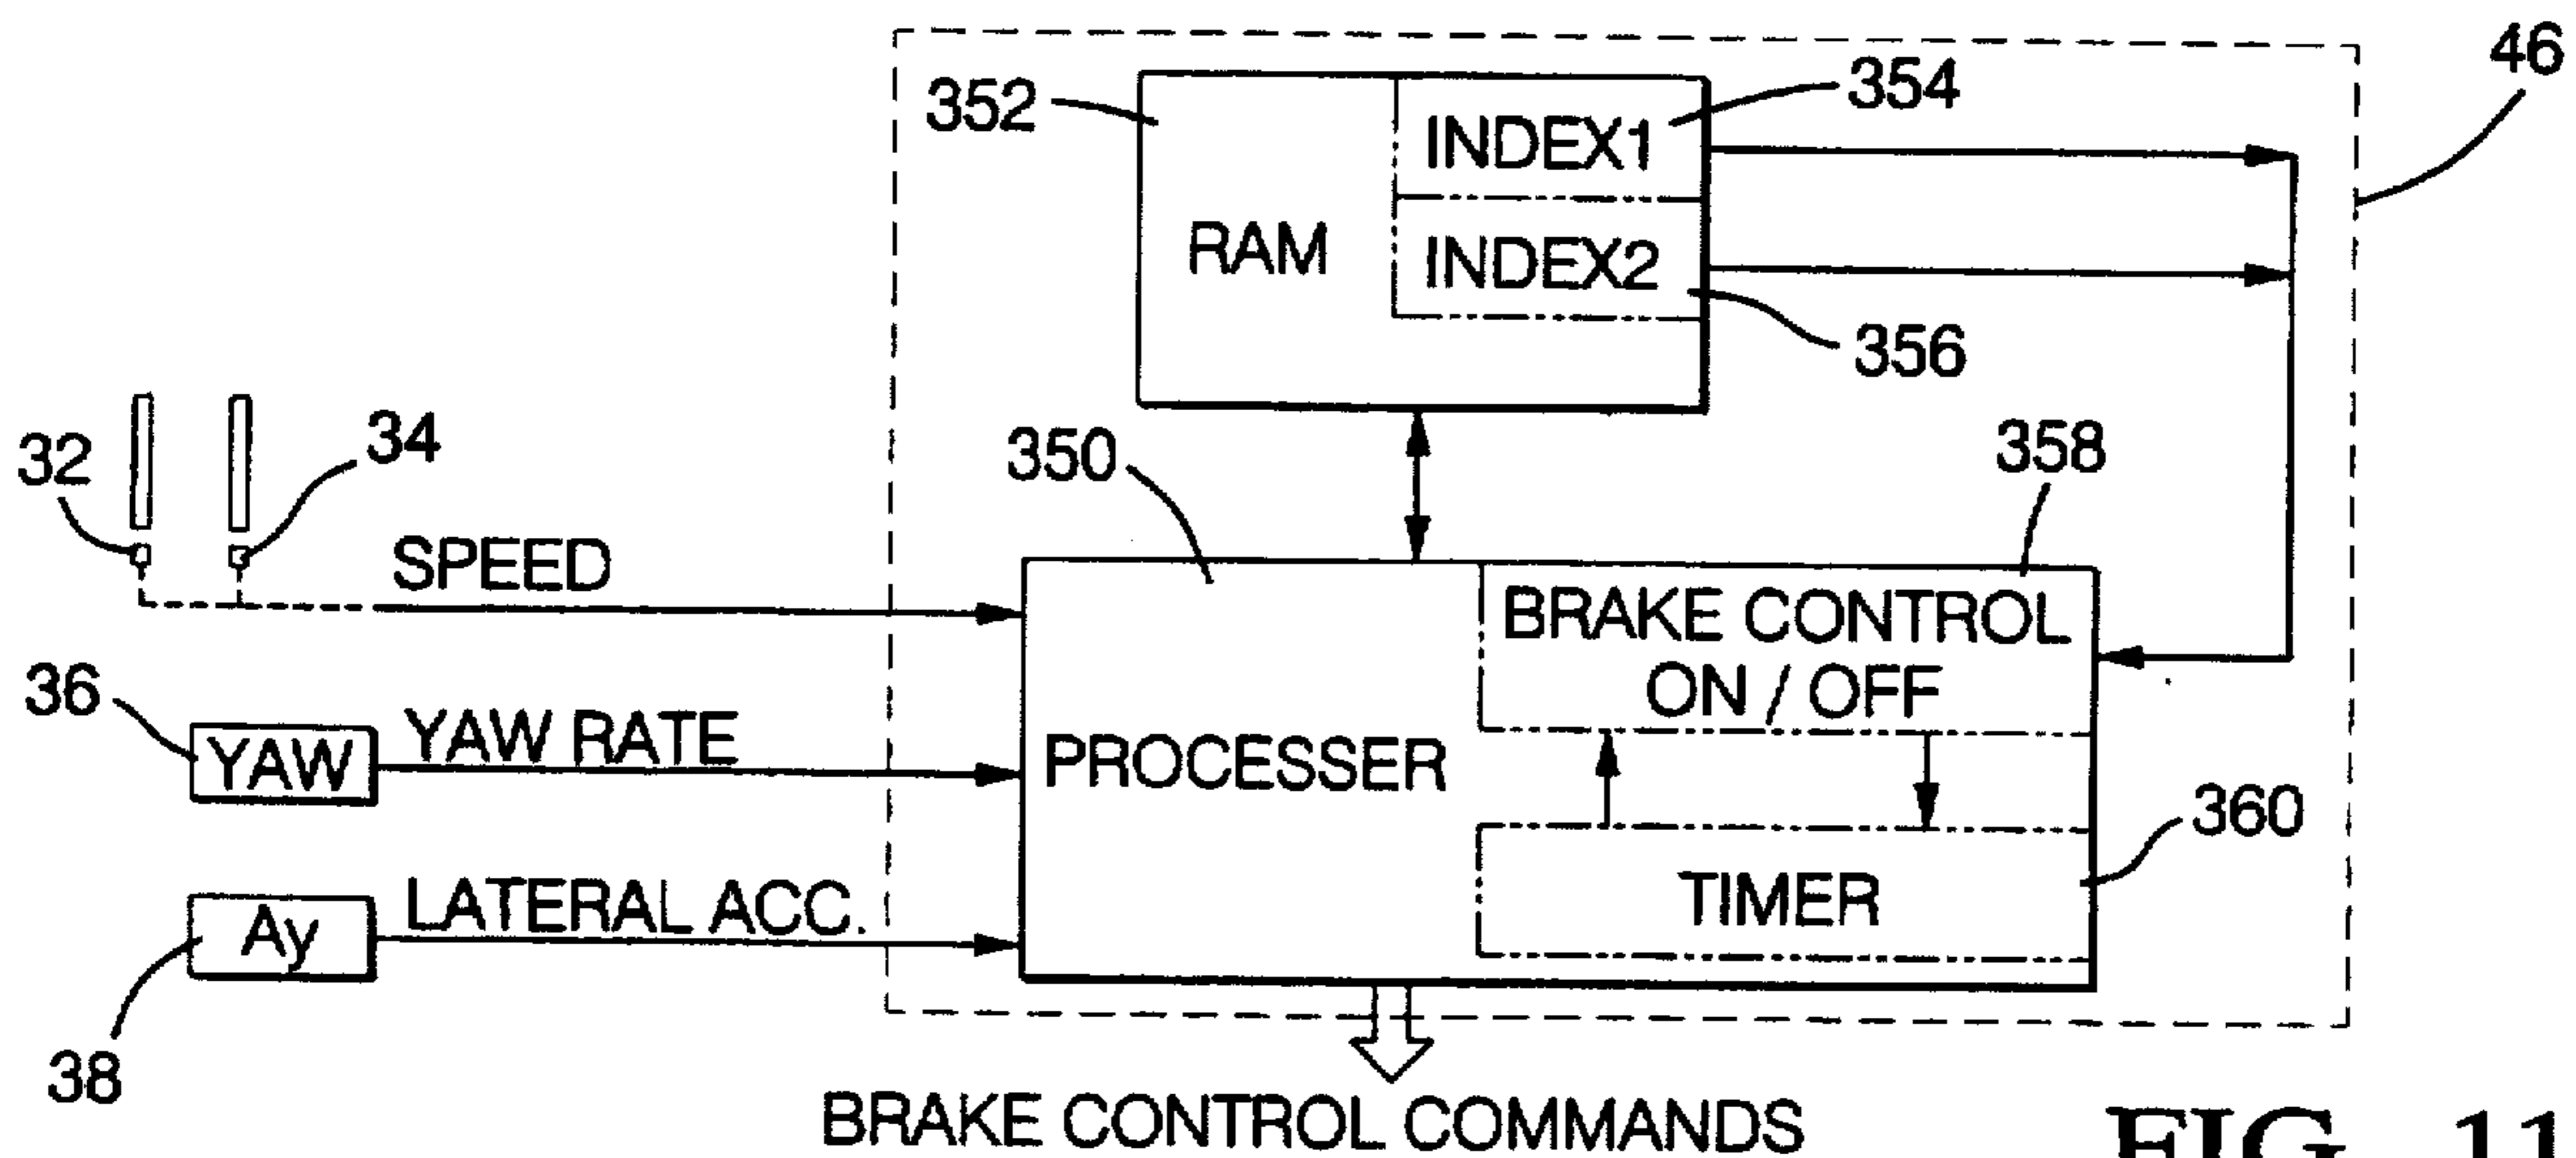 46
352
354
INDEX1
RAM
INDEX2
356
32
34
350
358
SPEED
BRAKE CONTROL
ON / OFF
36
YAW
YAW RATE
PROCESSER
360
TIMER
Ay
LATERAL ACC.
38
BRAKE CONTROL COMMANDS
FIG. 11